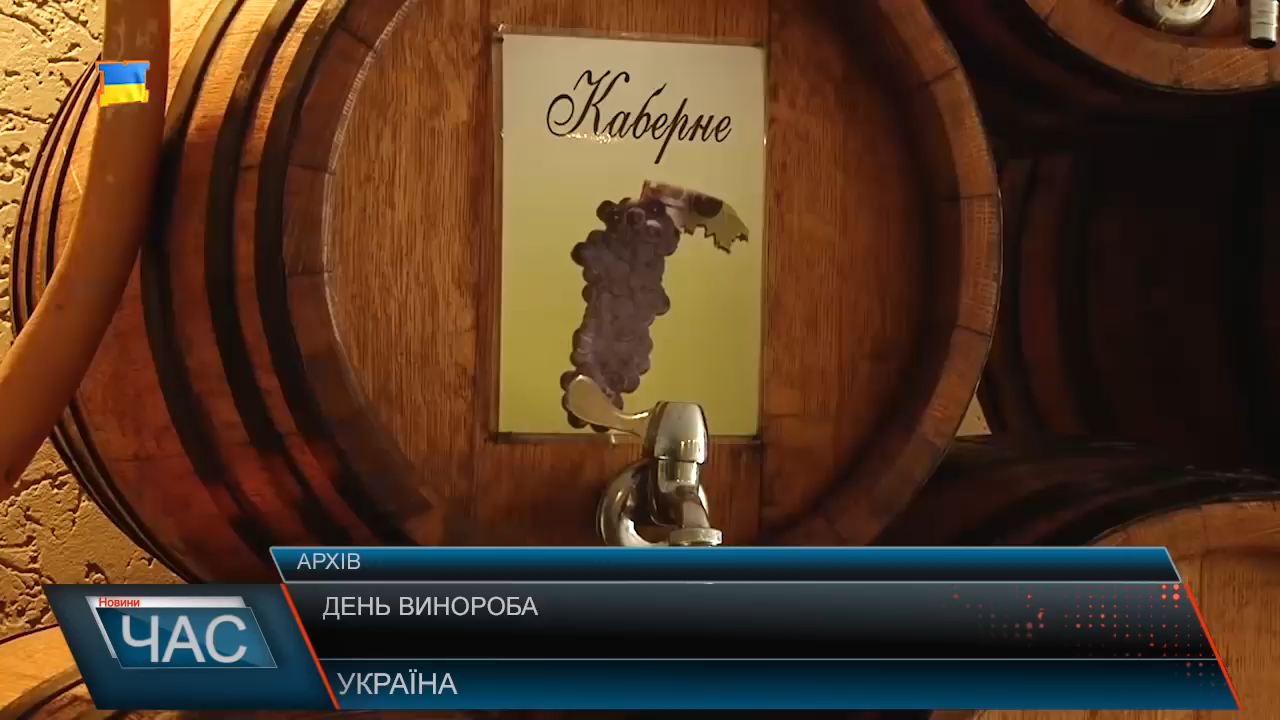 Каберне
АРХІВ
ДЕНЬ ВИНОРОБА
Новини
ЧАС
УКРАЇНА